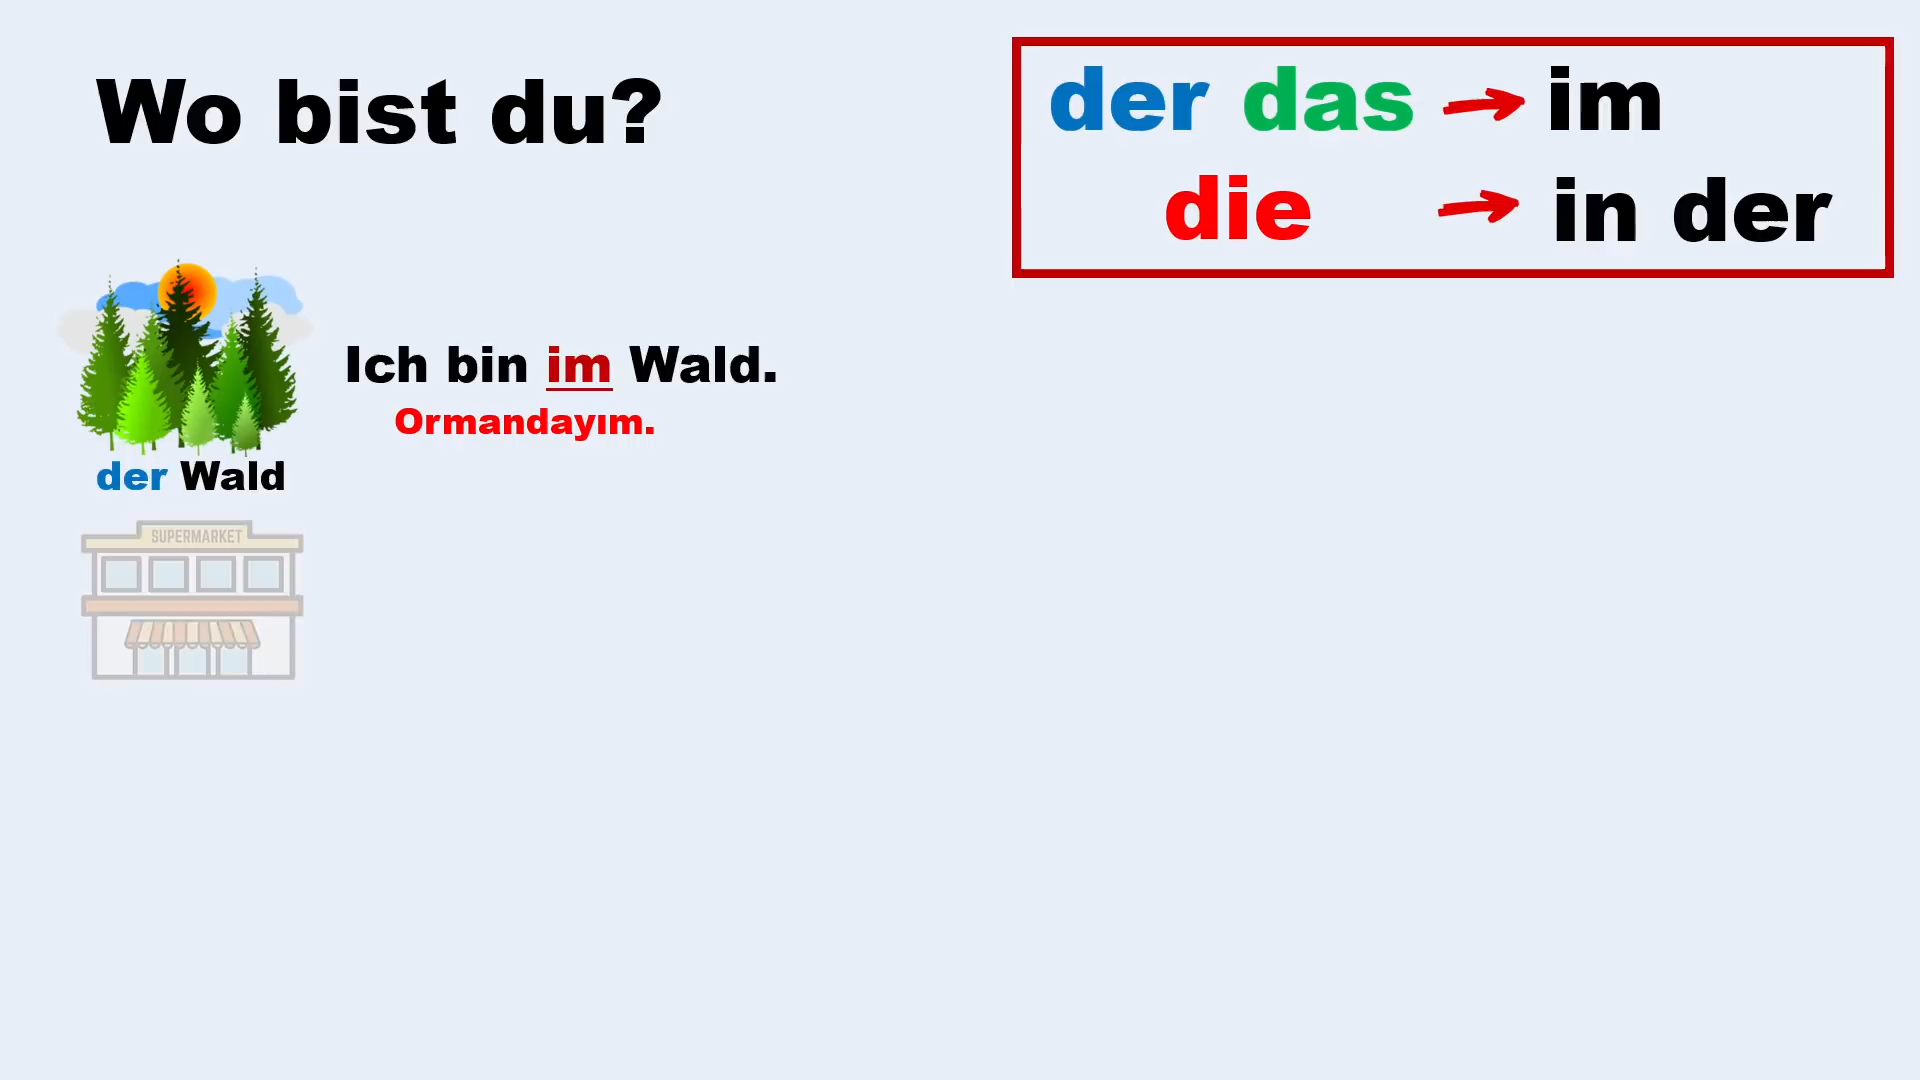 Wo bist du?
der das → im
die → in der
Ich bin im Wald.
Ormandayım.
der Wald
SUPERMARKET